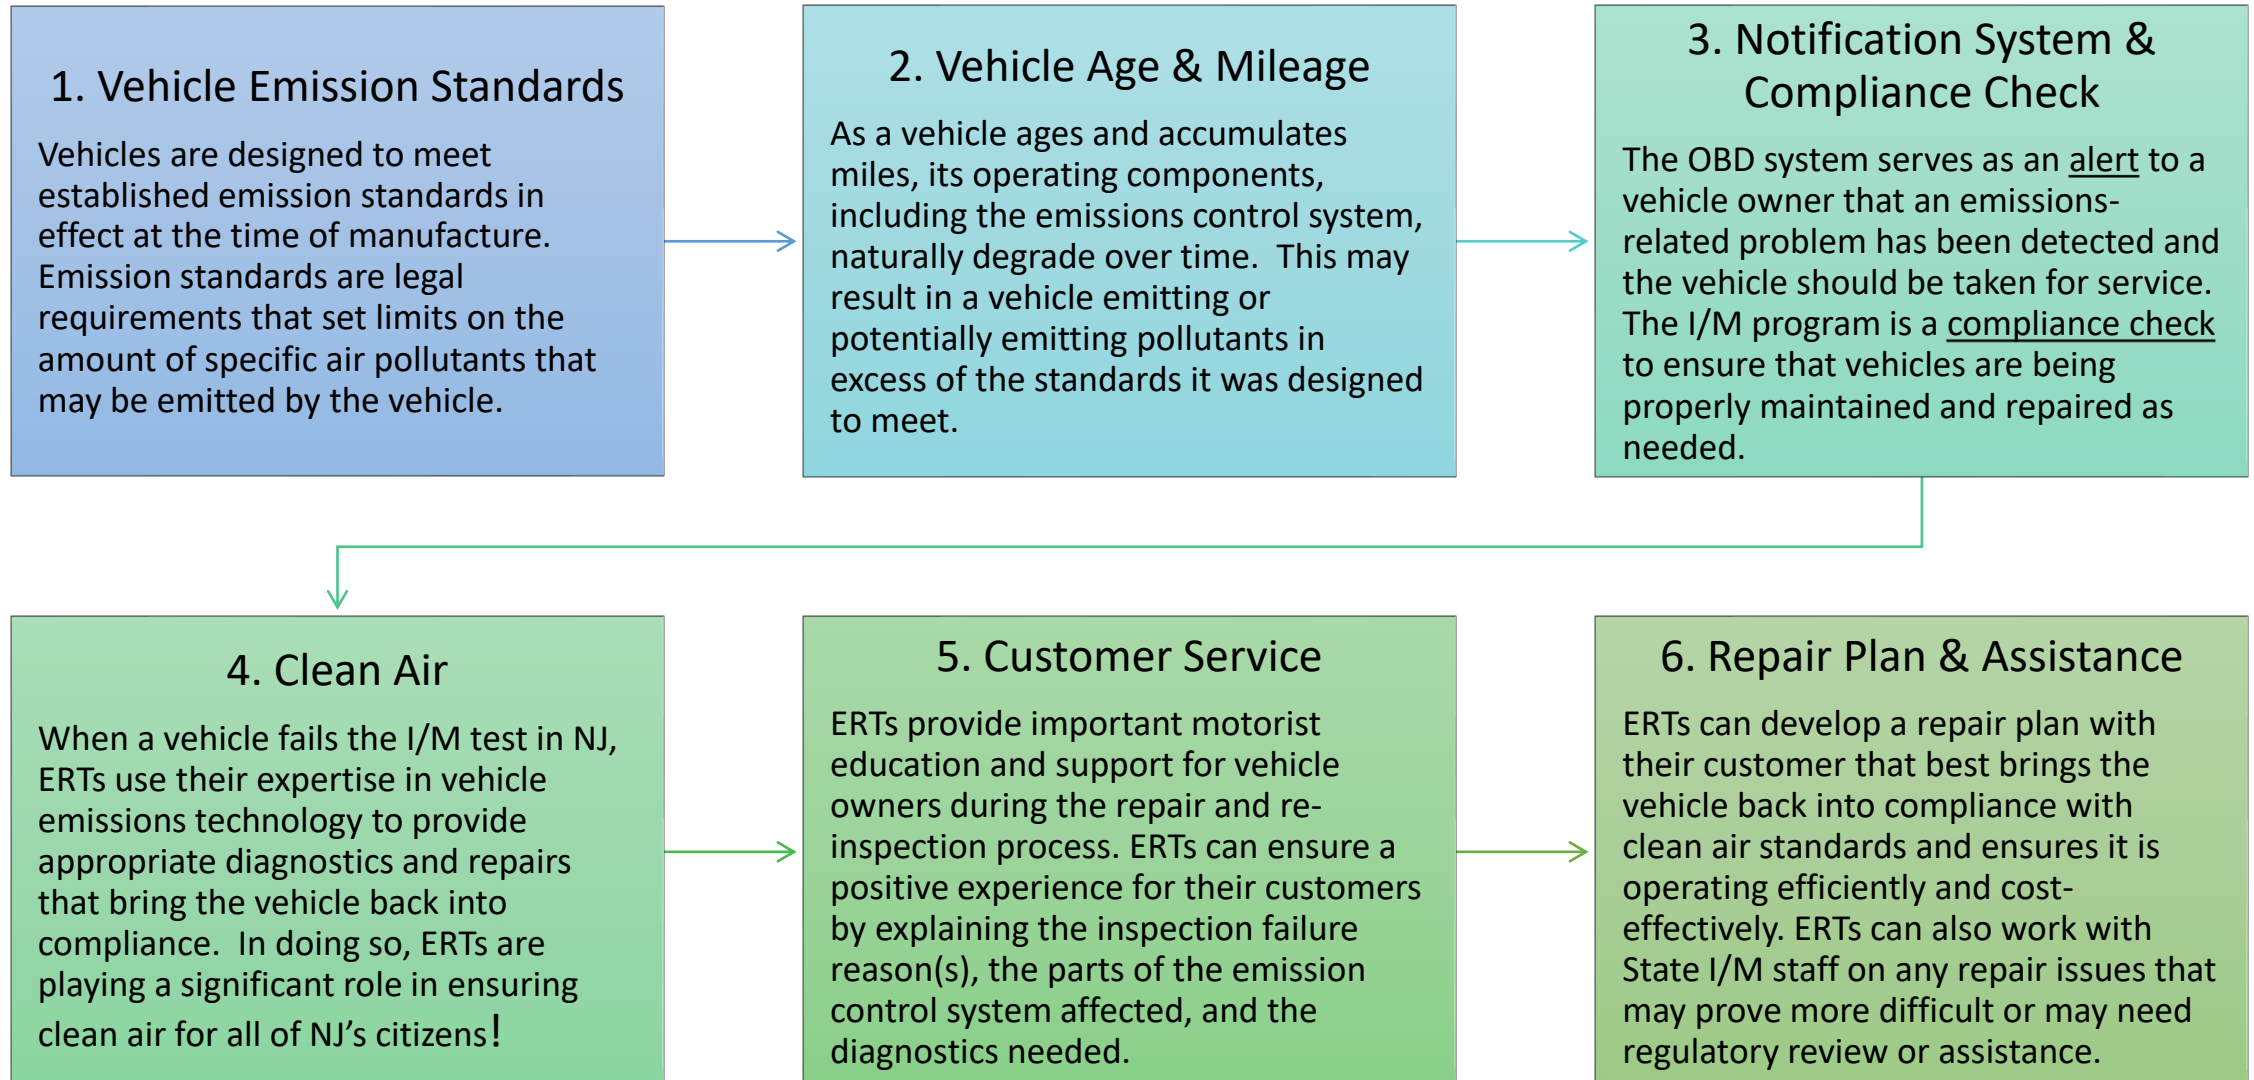 1. Vehicle Emission Standards
Vehicles are designed to meet
established emission standards in
effect at the time of manufacture.
Emission standards are legal
requirements that set limits on the
amount of specific air pollutants that
may be emitted by the vehicle.
2. Vehicle Age & Mileage
As a vehicle ages and accumulates
miles, its operating components,
including the emissions control system,
naturally degrade over time.  This may
result in a vehicle emitting or
potentially emitting pollutants in
excess of the standards it was designed
to meet.
3. Notification System &
Compliance Check
The OBD system serves as an alert to a
vehicle owner that an emissions-
related problem has been detected and
the vehicle should be taken for service.
The I/M program is a compliance check
to ensure that vehicles are being
properly maintained and repaired as
needed.
4. Clean Air
When a vehicle fails the I/M test in NJ,
ERTs use their expertise in vehicle
emissions technology to provide
appropriate diagnostics and repairs
that bring the vehicle back into
compliance.  In doing so, ERTs are
playing a significant role in ensuring
clean air for all of NJ’s citizens!
5. Customer Service
ERTs provide important motorist
education and support for vehicle
owners during the repair and re-
inspection process. ERTs can ensure a
positive experience for their customers
by explaining the inspection failure
reason(s), the parts of the emission
control system affected, and the
diagnostics needed.
6. Repair Plan & Assistance
ERTs can develop a repair plan with
their customer that best brings the
vehicle back into compliance with
clean air standards and ensures it is
operating efficiently and cost-
effectively. ERTs can also work with
State I/M staff on any repair issues that
may prove more difficult or may need
regulatory review or assistance.